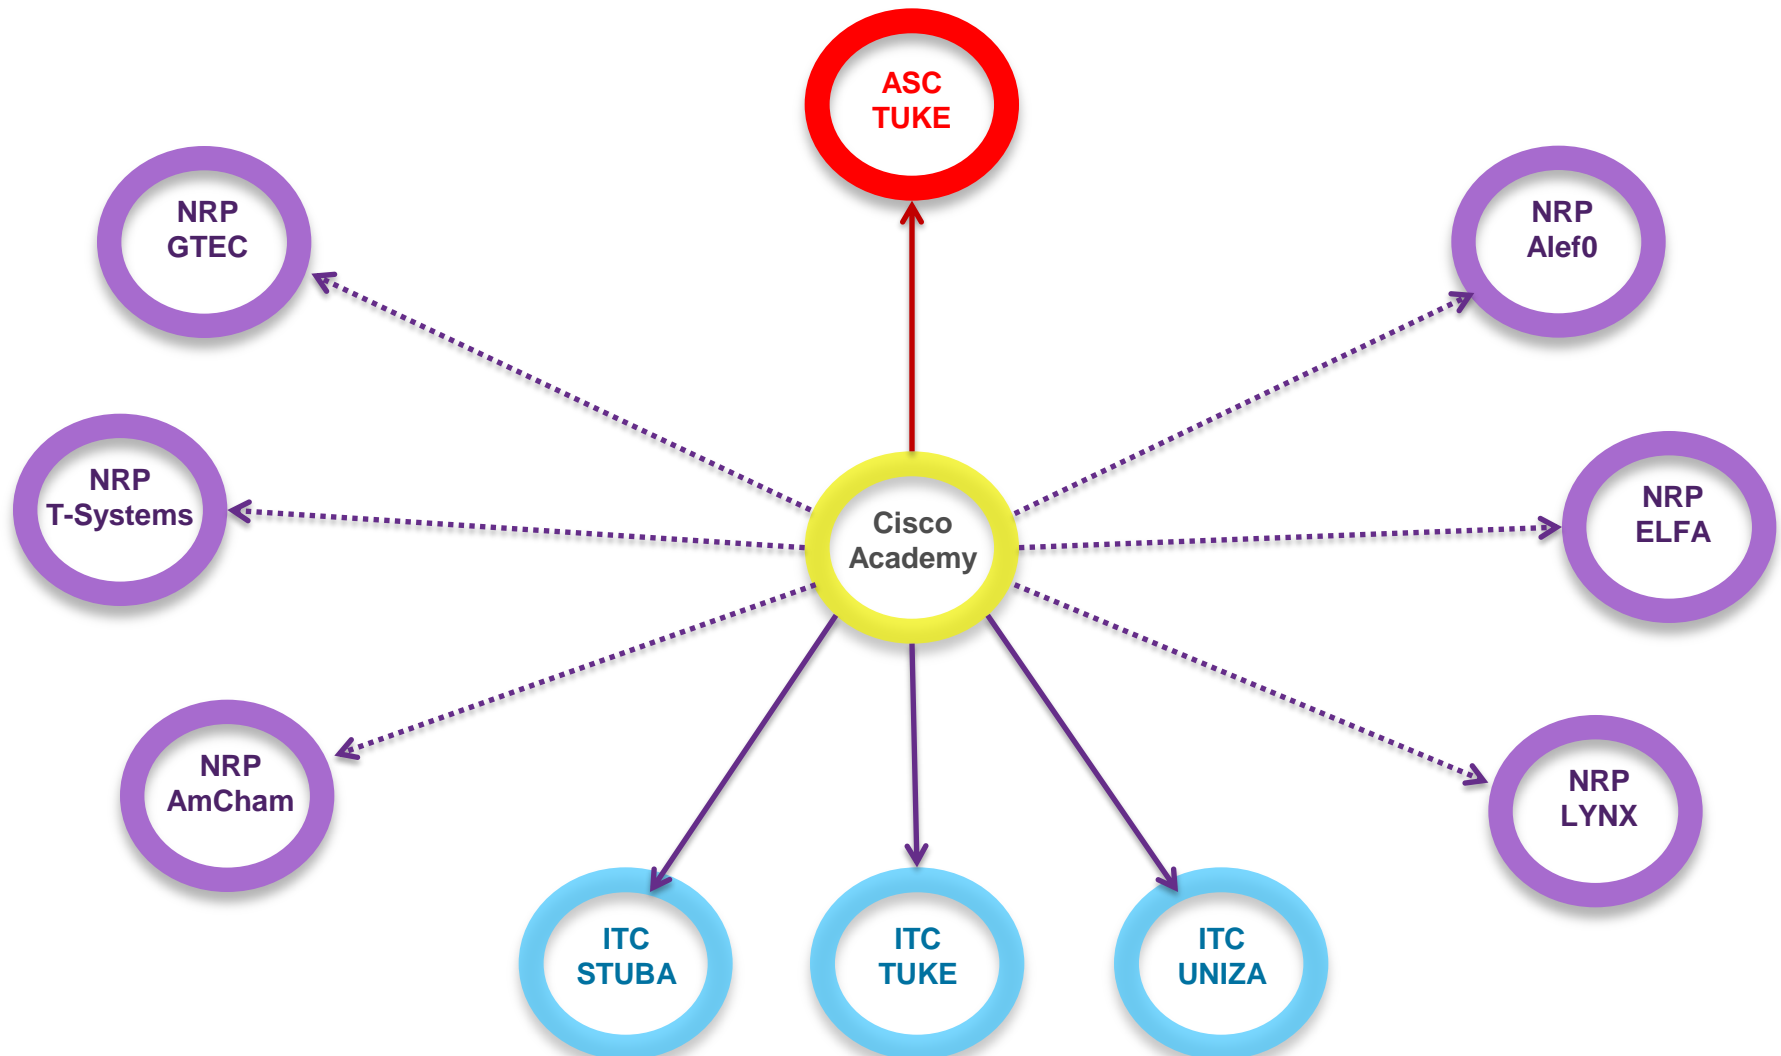 ASC
TUKE
NRP
GTEC
NRP
Alef0
NRP
T-Systems
Cisco
Academy
NRP
ELFA
NRP
AmCham
NRP
LYNX
ITC
STUBA
ITC
TUKE
ITC
UNIZA